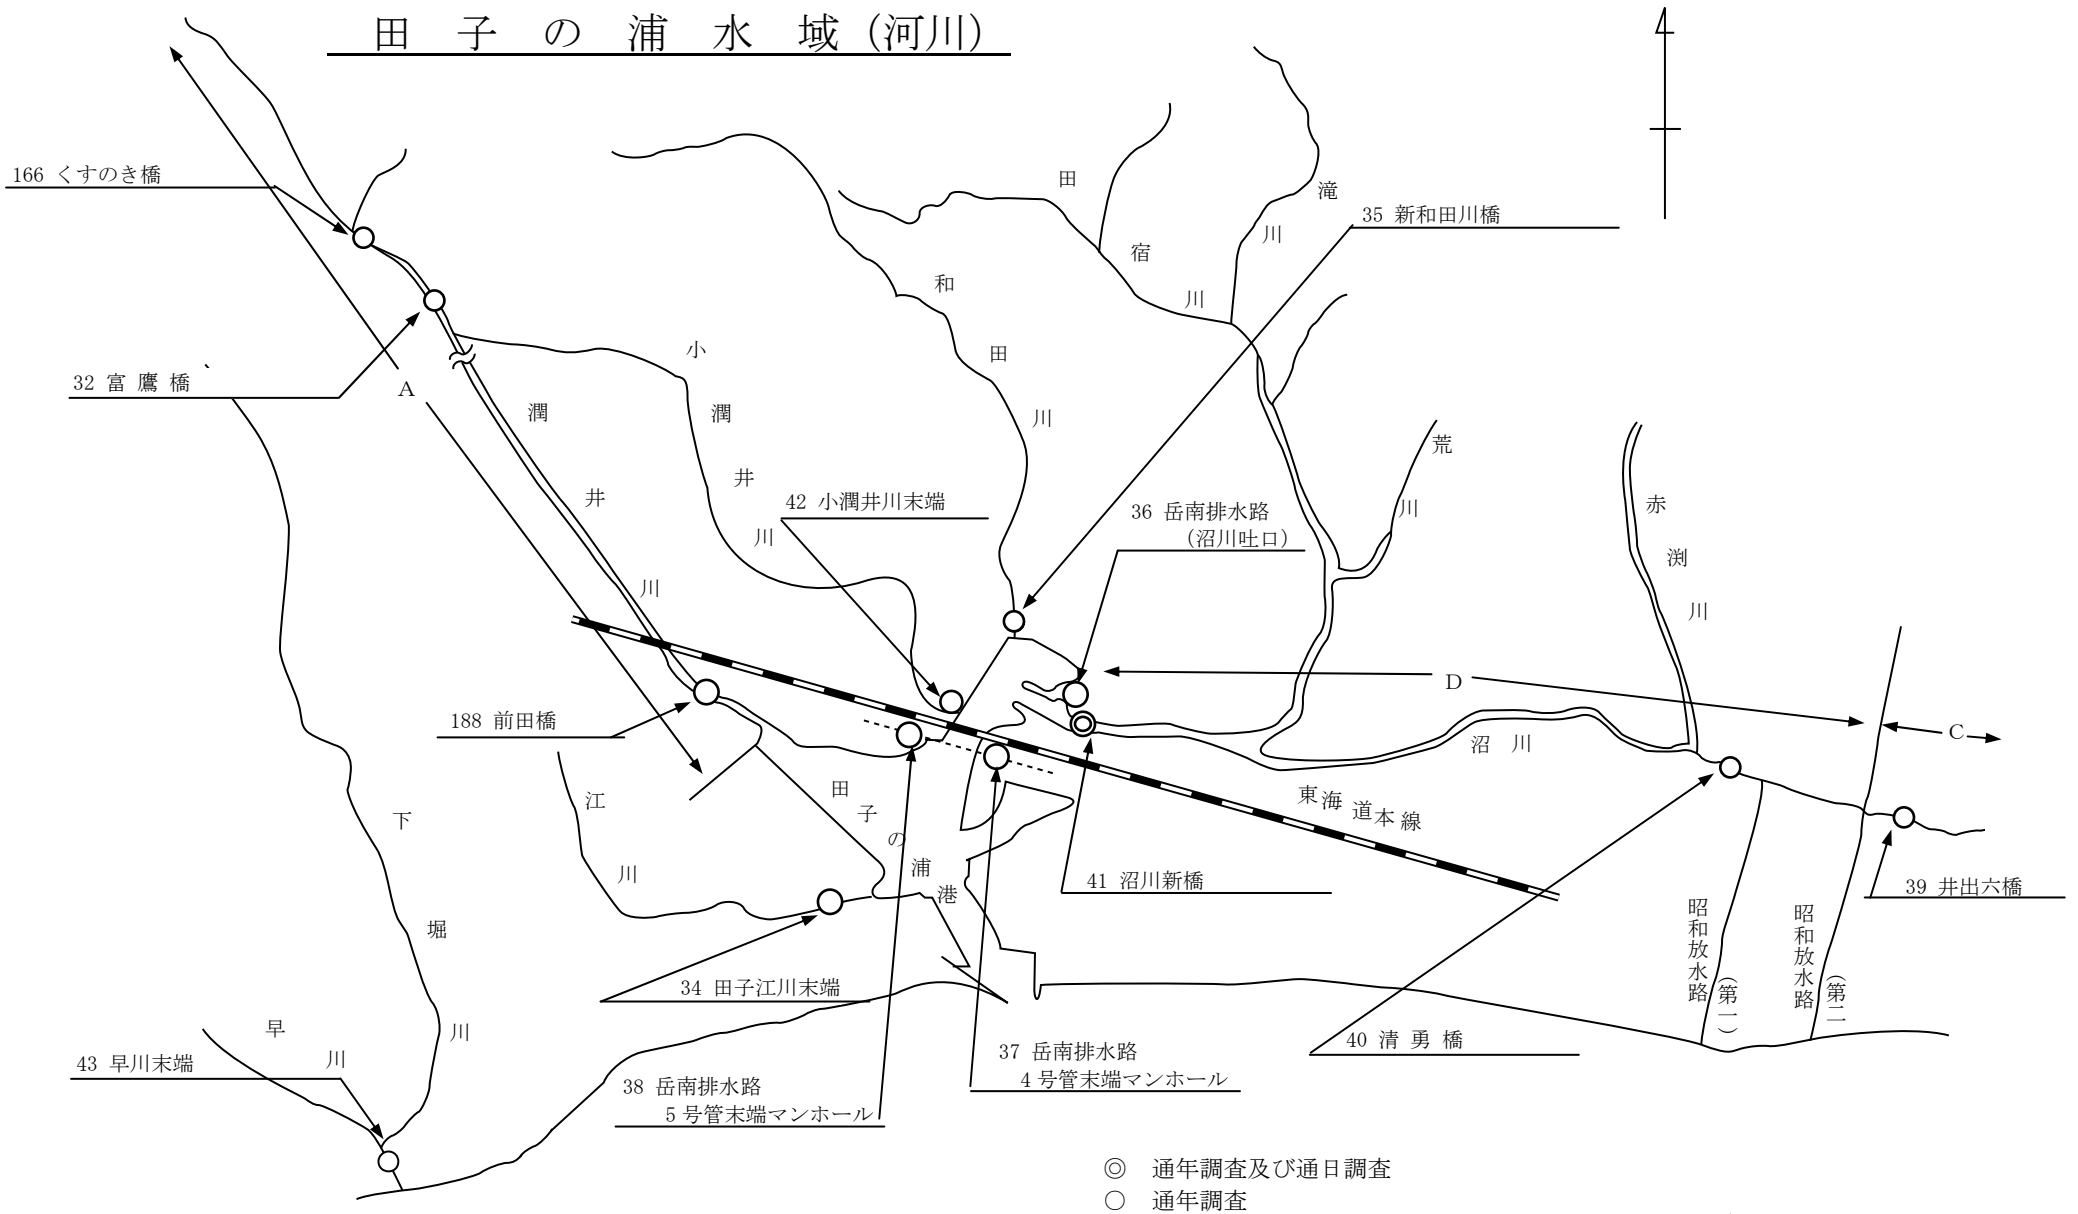 田子の浦水域(河川)
166 くすのき橋
32 富鷹橋
A
潤井川
小潤井川
和田川
田宿川
滝川
35 新和田川橋
荒川
赤渕川
42 小潤井川末端
36 岳南排水路
(沼川吐口)
188 前田橋
D
C
沼川
東海道本線
江川
田子の浦港
下堀川
41 沼川新橋
39 井出六橋
34 田子江川末端
昭和放水路(第一)
昭和放水路(第二)
早川
43 早川末端
38 岳南排水路
5号管末端マンホール
37 岳南排水路
4号管末端マンホール
40 清勇橋
◎ 通年調査及び通日調査
○ 通年調査